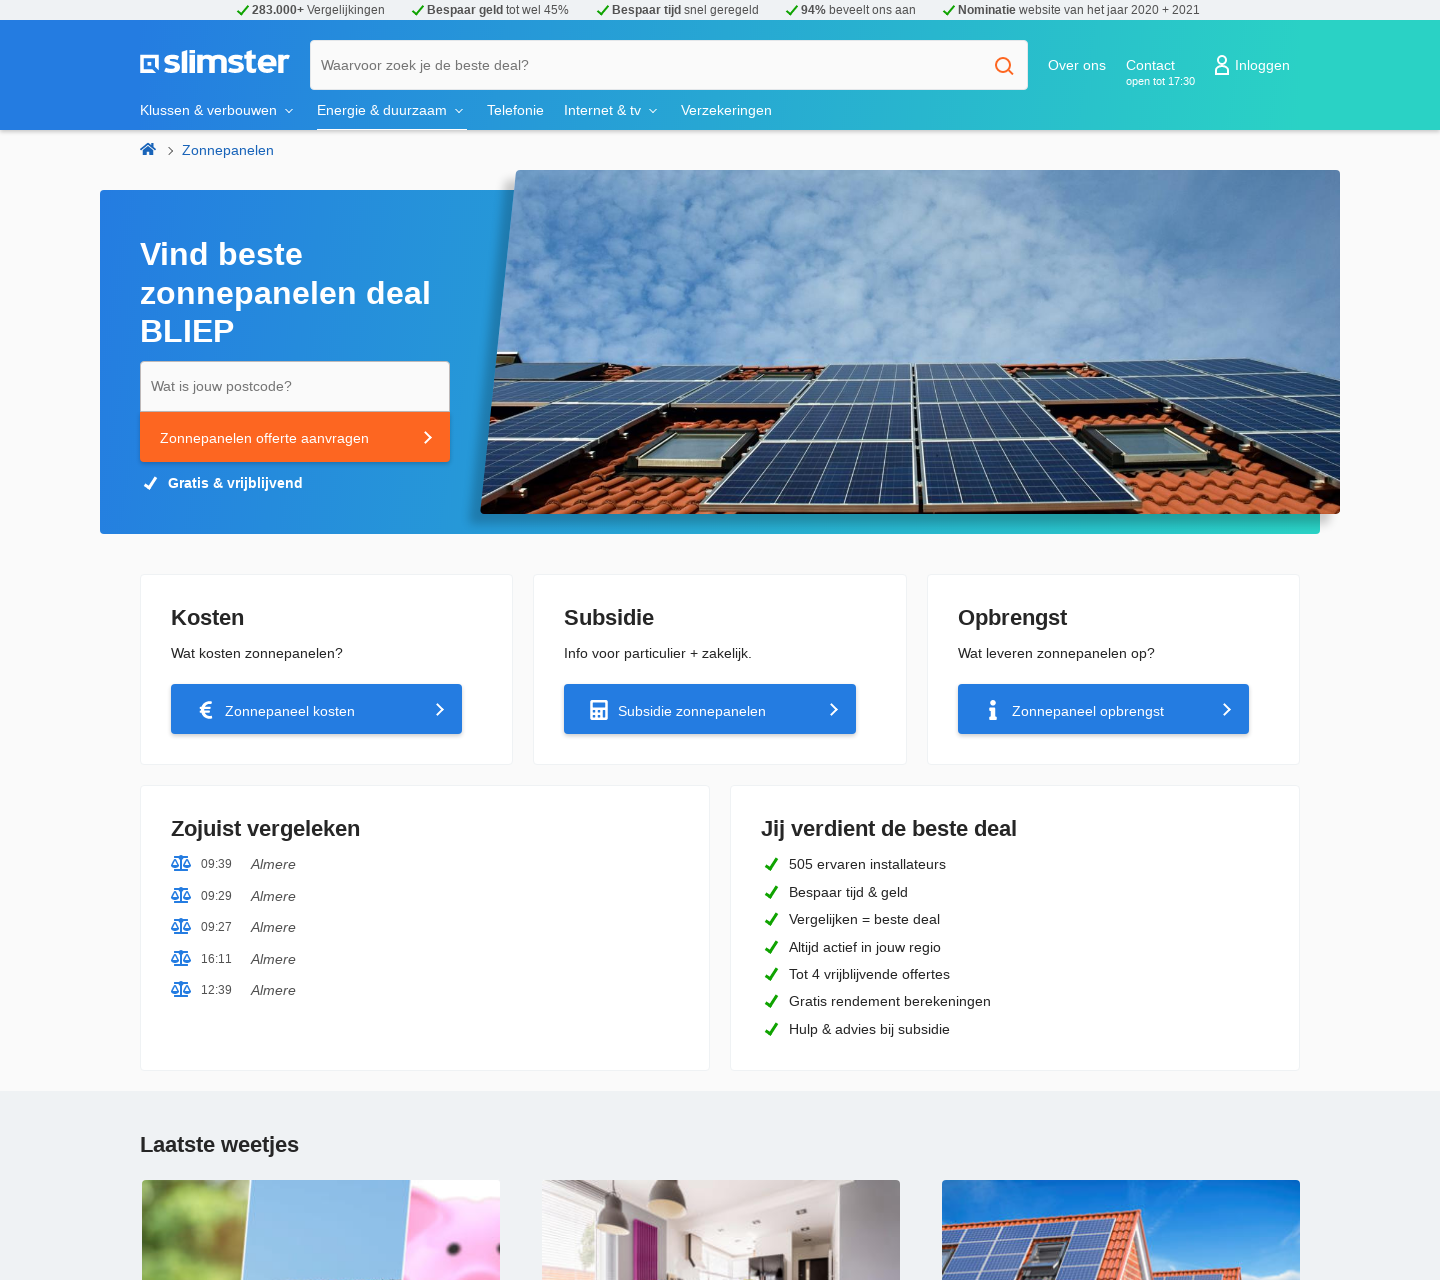 283.000+ Vergelijkingen Bespaar geld tot wel 45% Bespaar tijd snel geregeld 94% beveelt ons aan Nominatie website van het jaar 2020 + 2021
slimster
Waarvoor zoek je de beste deal?
Over ons
Contact
open tot 17:30
Inloggen
Klussen & verbouwen Energie & duurzaam Telefonie Internet & tv Verzekeringen
Zonnepanelen
Vind beste
zonnepanelen deal
BLIEP
Wat is jouw postcode?
Zonnepanelen offerte aanvragen
Gratis & vrijblijvend
Kosten
Wat kosten zonnepanelen?
Zonnepaneel kosten
Subsidie
Info voor particulier + zakelijk.
Subsidie zonnepanelen
Opbrengst
Wat leveren zonnepanelen op?
Zonnepaneel opbrengst
Zojuist vergeleken
09:39 Almere
09:29 Almere
09:27 Almere
16:11 Almere
12:39 Almere
Jij verdient de beste deal
505 ervaren installateurs
Bespaar tijd & geld
Vergelijken = beste deal
Altijd actief in jouw regio
Tot 4 vrijblijvende offertes
Gratis rendement berekeningen
Hulp & advies bij subsidie
Laatste weetjes